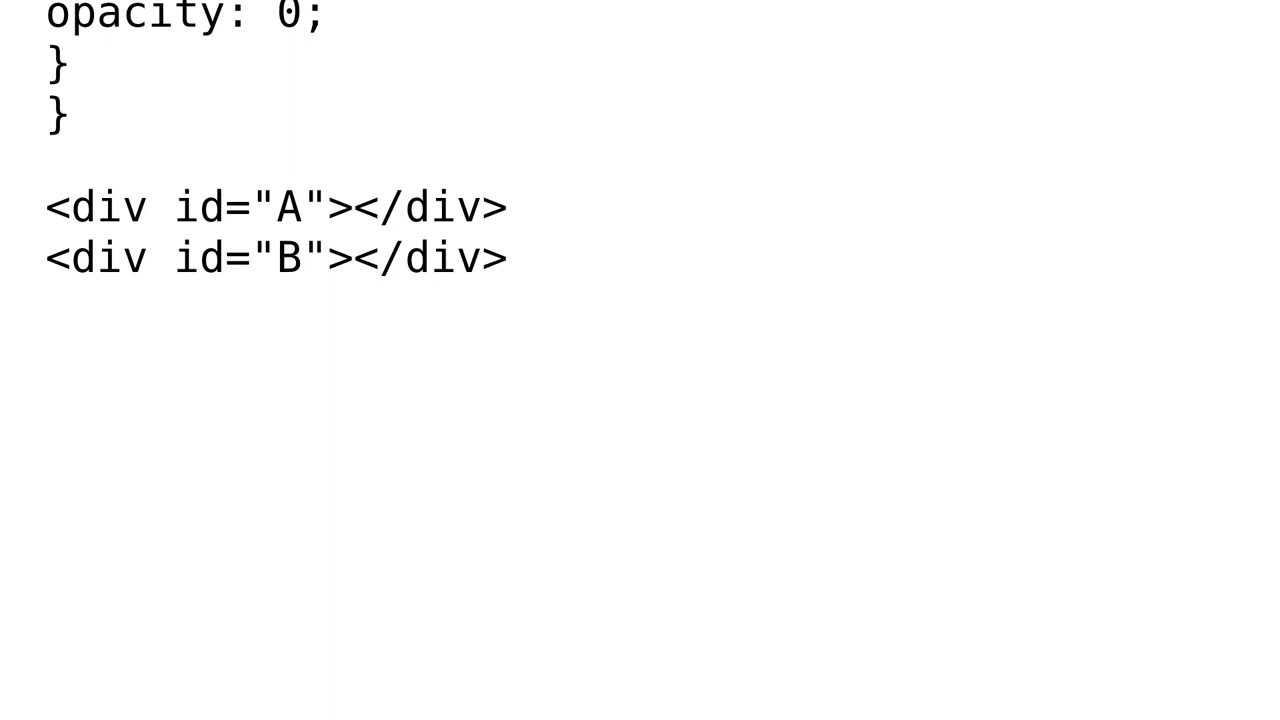 opacity: 0;
}
}

<div id="A"></div>
<div id="B"></div>